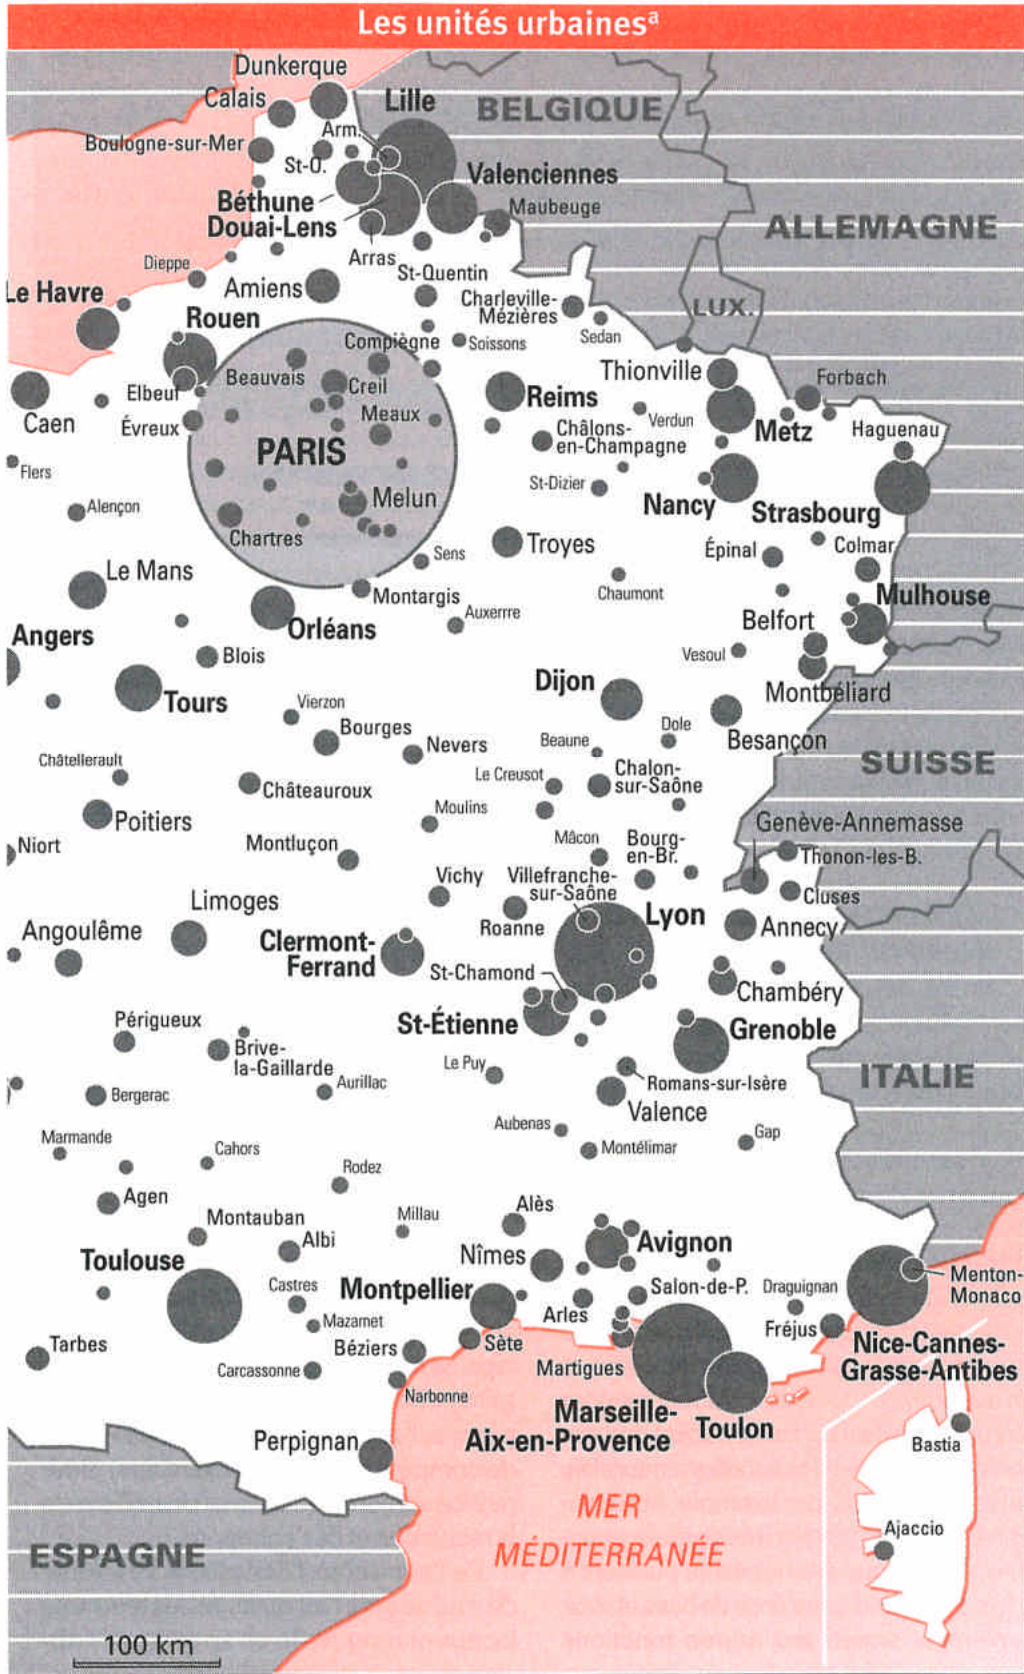 Les unités urbainesa
Dunkerque
Calais
Lille
BELGIQUE
Arm.
Boulogne-sur-Mer
St-O.
Valenciennes
Béthune
Douai-Lens
Maubeuge
ALLEMAGNE
Arras
Dieppe
St-Quentin
Amiens
Le Havre
Charleville-
Mézières
LUX.
Rouen
Sedan
Compiègne
Soissons
Thionville
Beauvais
Creil
Forbach
Elbeuf
Reims
Meaux
Verdun
Caen
Évreux
Metz
Châlons-
en-Champagne
Haguenau
PARIS
Flers
St-Dizier
Melun
Nancy
Strasbourg
Alençon
Chartres
Troyes
Épinal
Colmar
Sens
Le Mans
Chaumont
Montargis
Mulhouse
Auxerrre
Orléans
Angers
Belfort
Blois
Vesoul
Dijon
Montbéliard
Tours
Vierzon
Bourges
Dole
Beaune
Nevers
Besançon
Châtellerault
SUISSE
Le Creusot
Chalon-
sur-Saône
Châteauroux
Moulins
Poitiers
Genève-Annemasse
Niort
Montluçon
Mâcon
Bourg-
en-Br.
Thonon-les-B.
Vichy
Villefranche-
sur-Saône
Cluses
Limoges
Lyon
Roanne
Annecy
Angoulême
Clermont-
Ferrand
St-Chamond
Chambéry
Périgueux
St-Étienne
Grenoble
Brive-
la-Gaillarde
Le Puy
Romans-sur-Isère
ITALIE
Aurillac
Bergerac
Valence
Aubenas
Gap
Marmande
Cahors
Montélimar
Rodez
Agen
Alès
Montauban
Millau
Albi
Avignon
Toulouse
Nîmes
Castres
Montpellier
Salon-de-P.
Draguignan
Menton-
Monaco
Mazamet
Arles
Fréjus
Tarbes
Béziers
Sète
Nice-Cannes-
Grasse-Antibes
Carcassonne
Martigues
Narbonne
Marseille-
Aix-en-Provence
Toulon
Perpignan
Bastia
MER
MÉDITERRANÉE
Ajaccio
ESPAGNE
100 km